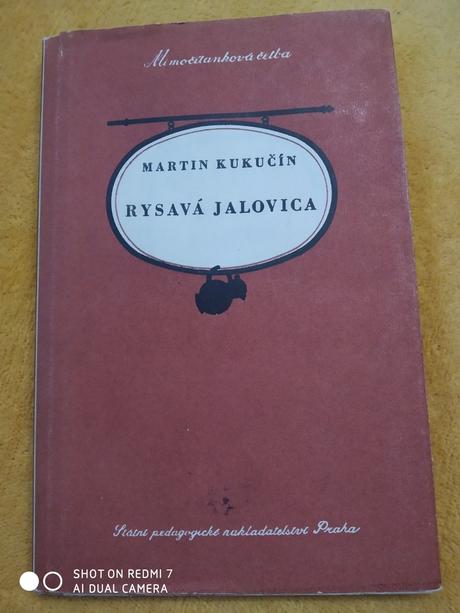 Mimočítanková četba
MARTIN KUKUČÍN
RYSAVÁ JALOVICA
Státní pedagogické nakladatelství Praha
SHOT ON REDMI 7
AI DUAL CAMERA